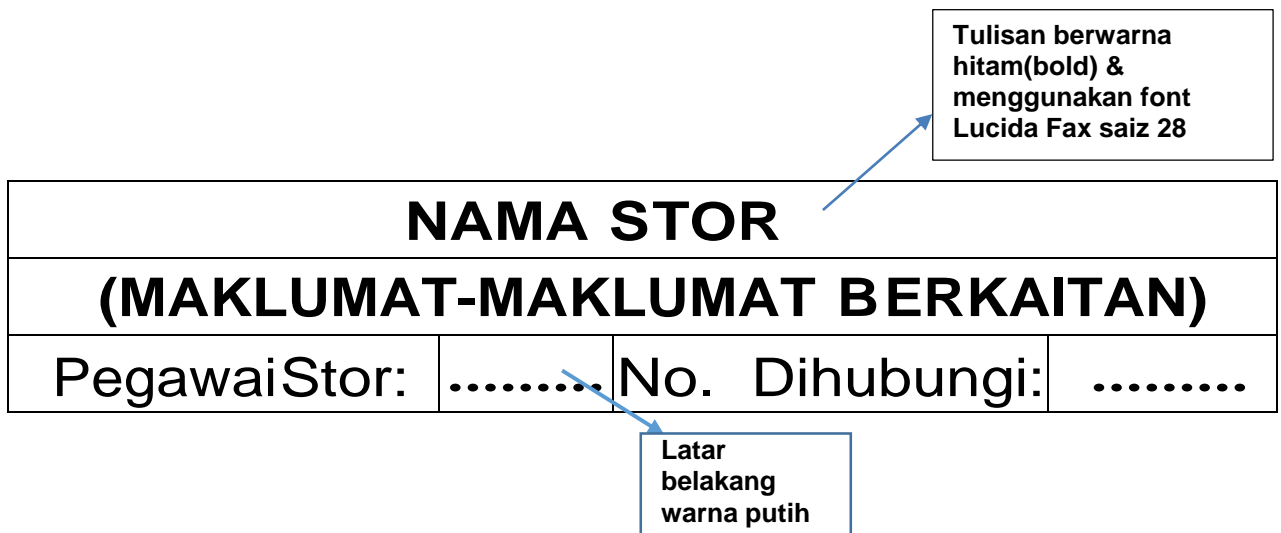 Tulisan berwarna
hitam(bold) &
menggunakan font
Lucida Fax saiz 28
NAMA STOR
(MAKLUMAT-MAKLUMAT BERKAITAN)
PegawaiStor: ......... No. Dihubungi: .........
Latar
belakang
warna putih